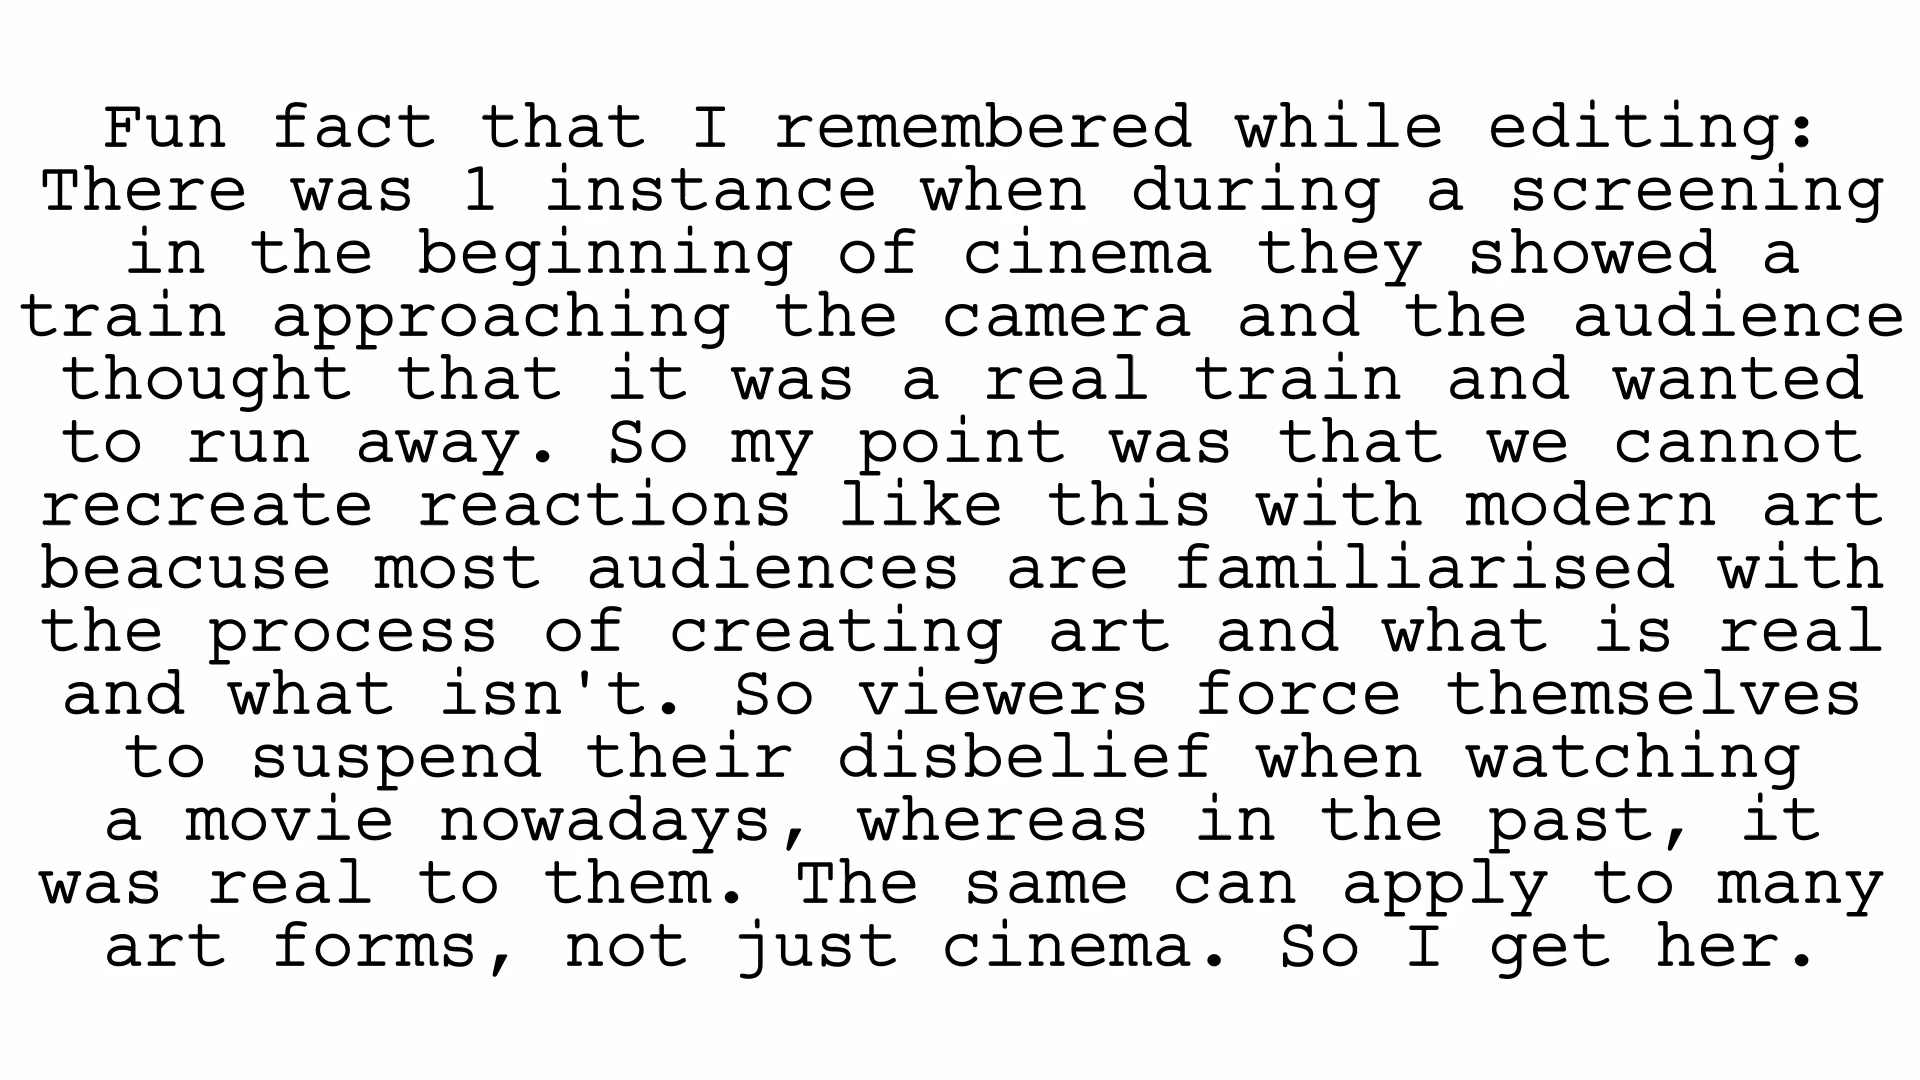 Fun fact that I remembered while editing:
There was 1 instance when during a screening
in the beginning of cinema they showed a
train approaching the camera and the audience
thought that it was a real train and wanted
to run away. So my point was that we cannot
recreate reactions like this with modern art
beacuse most audiences are familiarised with
the process of creating art and what is real
and what isn't. So viewers force themselves
to suspend their disbelief when watching
a movie nowadays, whereas in the past, it
was real to them. The same can apply to many
art forms, not just cinema. So I get her.